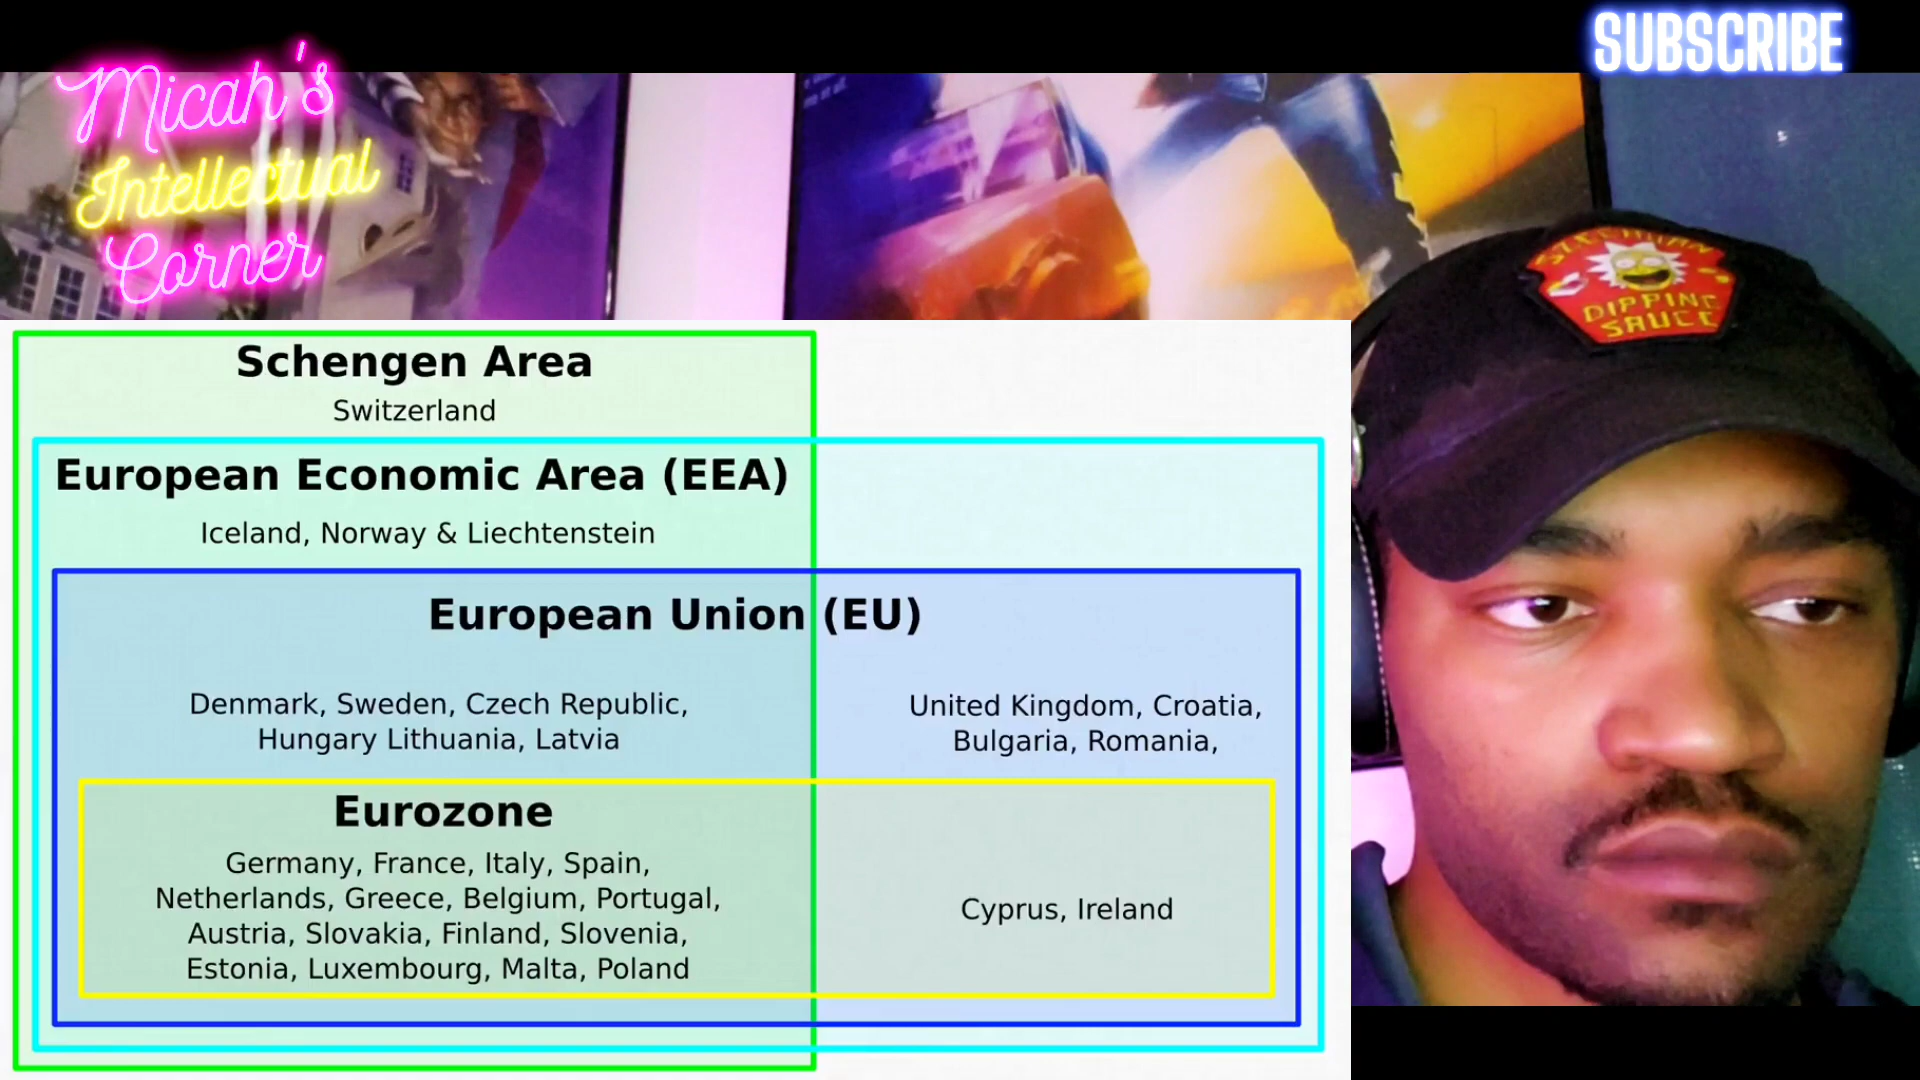 Micah's
Intellectual
Corner
SUBSCRIBE
SZECHUAN
DIPPING
SAUCE
Schengen Area
Switzerland
European Economic Area (EEA)
Iceland, Norway & Liechtenstein
European Union (EU)
Denmark, Sweden, Czech Republic,
Hungary Lithuania, Latvia
United Kingdom, Croatia,
Bulgaria, Romania,
Eurozone
Germany, France, Italy, Spain,
Netherlands, Greece, Belgium, Portugal,
Austria, Slovakia, Finland, Slovenia,
Estonia, Luxembourg, Malta, Poland
Cyprus, Ireland